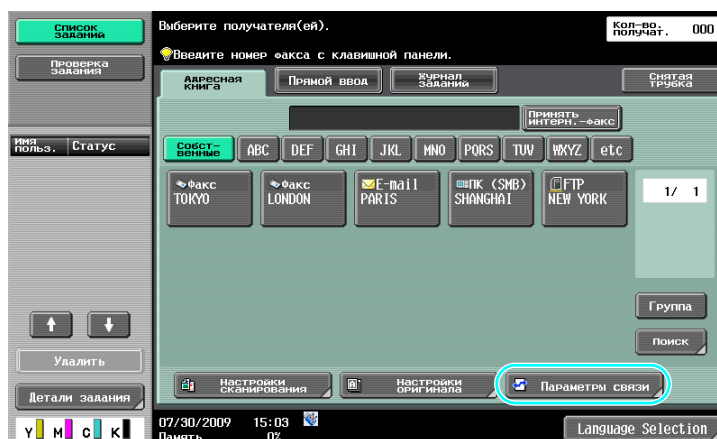 Список
заданий
Проверка
задания
Имя
польз.
Статус
Удалить
Детали задания
Y M C K
Выберите получателя(ей).
Кол-во.
получат.
000
Введите номер факса с клавишной панели.
Адресная
книга
Прямой ввод
Журнал
заданий
Снятая
трубка
Принять
интерн.-факс
Собст-
венные
ABC DEF GHI JKL MNO PQRS TUV WXYZ etc
Факс
TOKYO
Факс
LONDON
E-mail
PARIS
ПК (SMB)
SHANGHAI
FTP
NEW YORK
1/ 1
Группа
Поиск
Настройки
сканирования
Настройки
оригинала
Параметры связи
07/30/2009 15:03
Память 0%
Language Selection